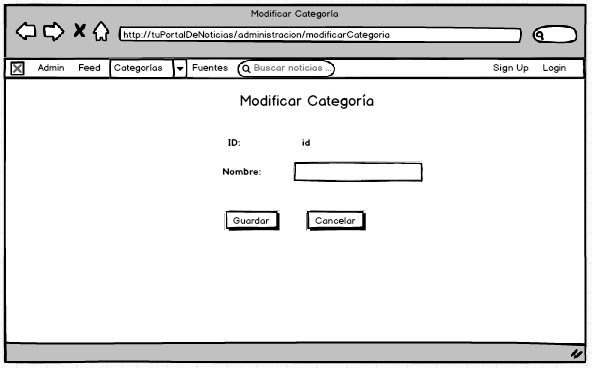 Modificar Categoría
http://tuPortalDeNoticias/administracion/modificarCategoria
Admin Feed Categorías Fuentes Buscar noticias ... Sign Up Login
Modificar Categoría
ID: id
Nombre:
Guardar Cancelar